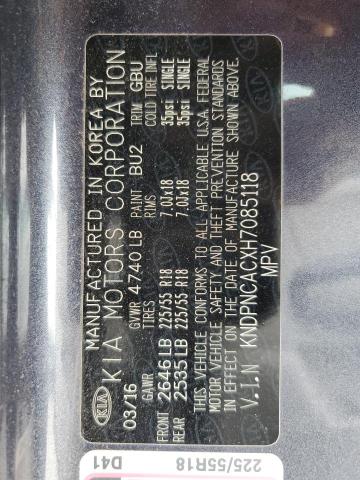 MANUFACTURED IN KOREA BY
KIA MOTORS CORPORATION
KIA
03/16 GVWR 4740LB PAINT BU2 TRIM GBU
GAWR TIRES RIMS COLD TIRE INFL
FRONT 2646LB 225/55 R18 7.0JX18 35psi SINGLE
REAR 2535LB 225/55 R18 7.0JX18 35psi SINGLE
THIS VEHICLE CONFORMS TO ALL APPLICABLE U.S.A. FEDERAL
MOTOR VEHICLE SAFETY AND THEFT PREVENTION STANDARDS
IN EFFECT ON THE DATE OF MANUFACTURE SHOWN ABOVE.
V.I.N KNDPNCACXH7085118
MPV
225/55R18
D41